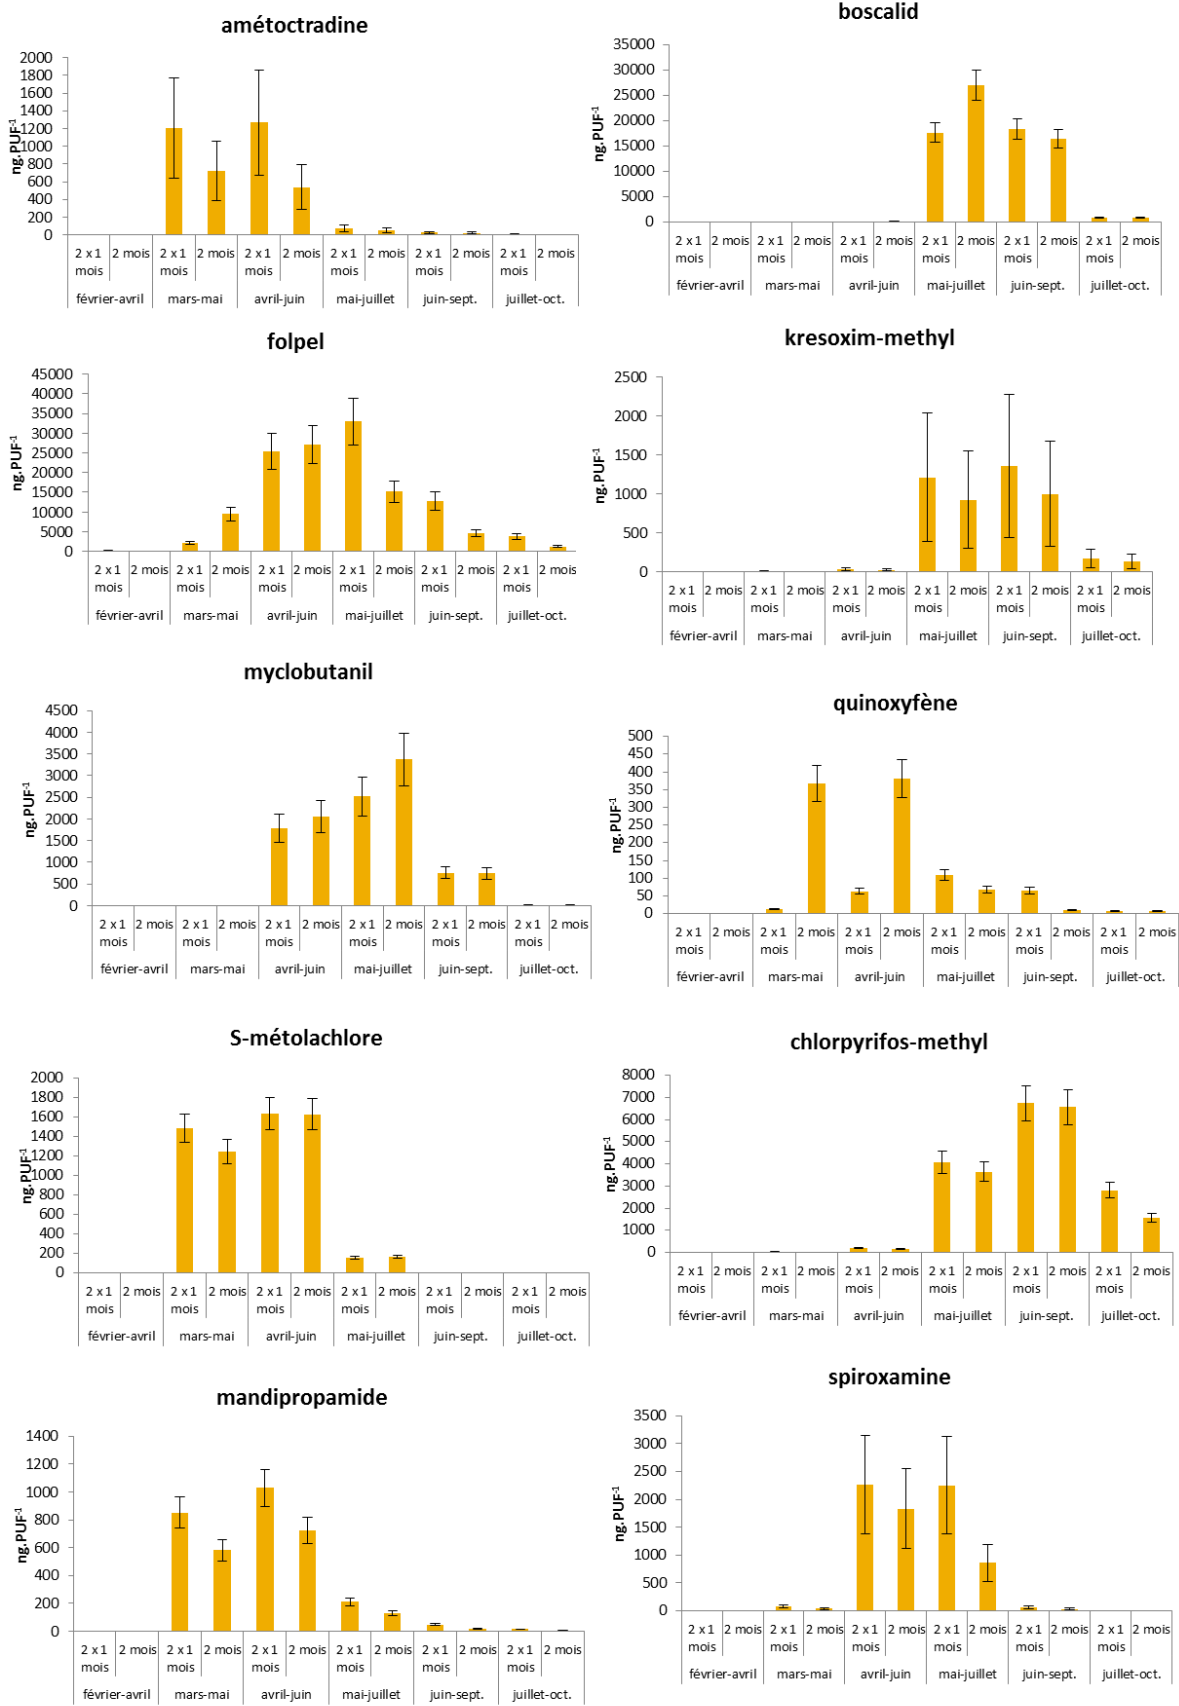 amétoctradine
2000
1800
1600
1400
1200
1000
800
600
400
200
0
ng.PUF-1
2 x 1 mois 2 mois 2 x 1 mois 2 mois 2 x 1 mois 2 mois 2 x 1 mois 2 mois 2 x 1 mois 2 mois 2 x 1 mois 2 mois
février-avril mars-mai avril-juin mai-juillet juin-sept. juillet-oct.
boscalid
35000
30000
25000
20000
15000
10000
5000
0
ng.PUF-1
2 x 1 mois 2 mois 2 x 1 mois 2 mois 2 x 1 mois 2 mois 2 x 1 mois 2 mois 2 x 1 mois 2 mois 2 x 1 mois 2 mois
février-avril mars-mai avril-juin mai-juillet juin-sept. juillet-oct.
folpel
45000
40000
35000
30000
25000
20000
15000
10000
5000
0
ng.PUF-1
2 x 1 mois 2 mois 2 x 1 mois 2 mois 2 x 1 mois 2 mois 2 x 1 mois 2 mois 2 x 1 mois 2 mois 2 x 1 mois 2 mois
février-avril mars-mai avril-juin mai-juillet juin-sept. juillet-oct.
kresoxim-methyl
2500
2000
1500
1000
500
0
ng.PUF-1
2 x 1 mois 2 mois 2 x 1 mois 2 mois 2 x 1 mois 2 mois 2 x 1 mois 2 mois 2 x 1 mois 2 mois 2 x 1 mois 2 mois
février-avril mars-mai avril-juin mai-juillet juin-sept. juillet-oct.
myclobutanil
4500
4000
3500
3000
2500
2000
1500
1000
500
0
ng.PUF-1
2 x 1 mois 2 mois 2 x 1 mois 2 mois 2 x 1 mois 2 mois 2 x 1 mois 2 mois 2 x 1 mois 2 mois 2 x 1 mois 2 mois
février-avril mars-mai avril-juin mai-juillet juin-sept. juillet-oct.
quinoxyfène
500
450
400
350
300
250
200
150
100
50
0
ng.PUF-1
2 x 1 mois 2 mois 2 x 1 mois 2 mois 2 x 1 mois 2 mois 2 x 1 mois 2 mois 2 x 1 mois 2 mois 2 x 1 mois 2 mois
février-avril mars-mai avril-juin mai-juillet juin-sept. juillet-oct.
S-métolachlore
2000
1800
1600
1400
1200
1000
800
600
400
200
0
ng.PUF-1
2 x 1 mois 2 mois 2 x 1 mois 2 mois 2 x 1 mois 2 mois 2 x 1 mois 2 mois 2 x 1 mois 2 mois 2 x 1 mois 2 mois
février-avril mars-mai avril-juin mai-juillet juin-sept. juillet-oct.
chlorpyrifos-methyl
8000
7000
6000
5000
4000
3000
2000
1000
0
ng.PUF-1
2 x 1 mois 2 mois 2 x 1 mois 2 mois 2 x 1 mois 2 mois 2 x 1 mois 2 mois 2 x 1 mois 2 mois 2 x 1 mois 2 mois
février-avril mars-mai avril-juin mai-juillet juin-sept. juillet-oct.
mandipropamide
1400
1200
1000
800
600
400
200
0
ng.PUF-1
2 x 1 mois 2 mois 2 x 1 mois 2 mois 2 x 1 mois 2 mois 2 x 1 mois 2 mois 2 x 1 mois 2 mois 2 x 1 mois 2 mois
février-avril mars-mai avril-juin mai-juillet juin-sept. juillet-oct.
spiroxamine
3500
3000
2500
2000
1500
1000
500
0
ng.PUF-1
2 x 1 mois 2 mois 2 x 1 mois 2 mois 2 x 1 mois 2 mois 2 x 1 mois 2 mois 2 x 1 mois 2 mois 2 x 1 mois 2 mois
février-avril mars-mai avril-juin mai-juillet juin-sept. juillet-oct.